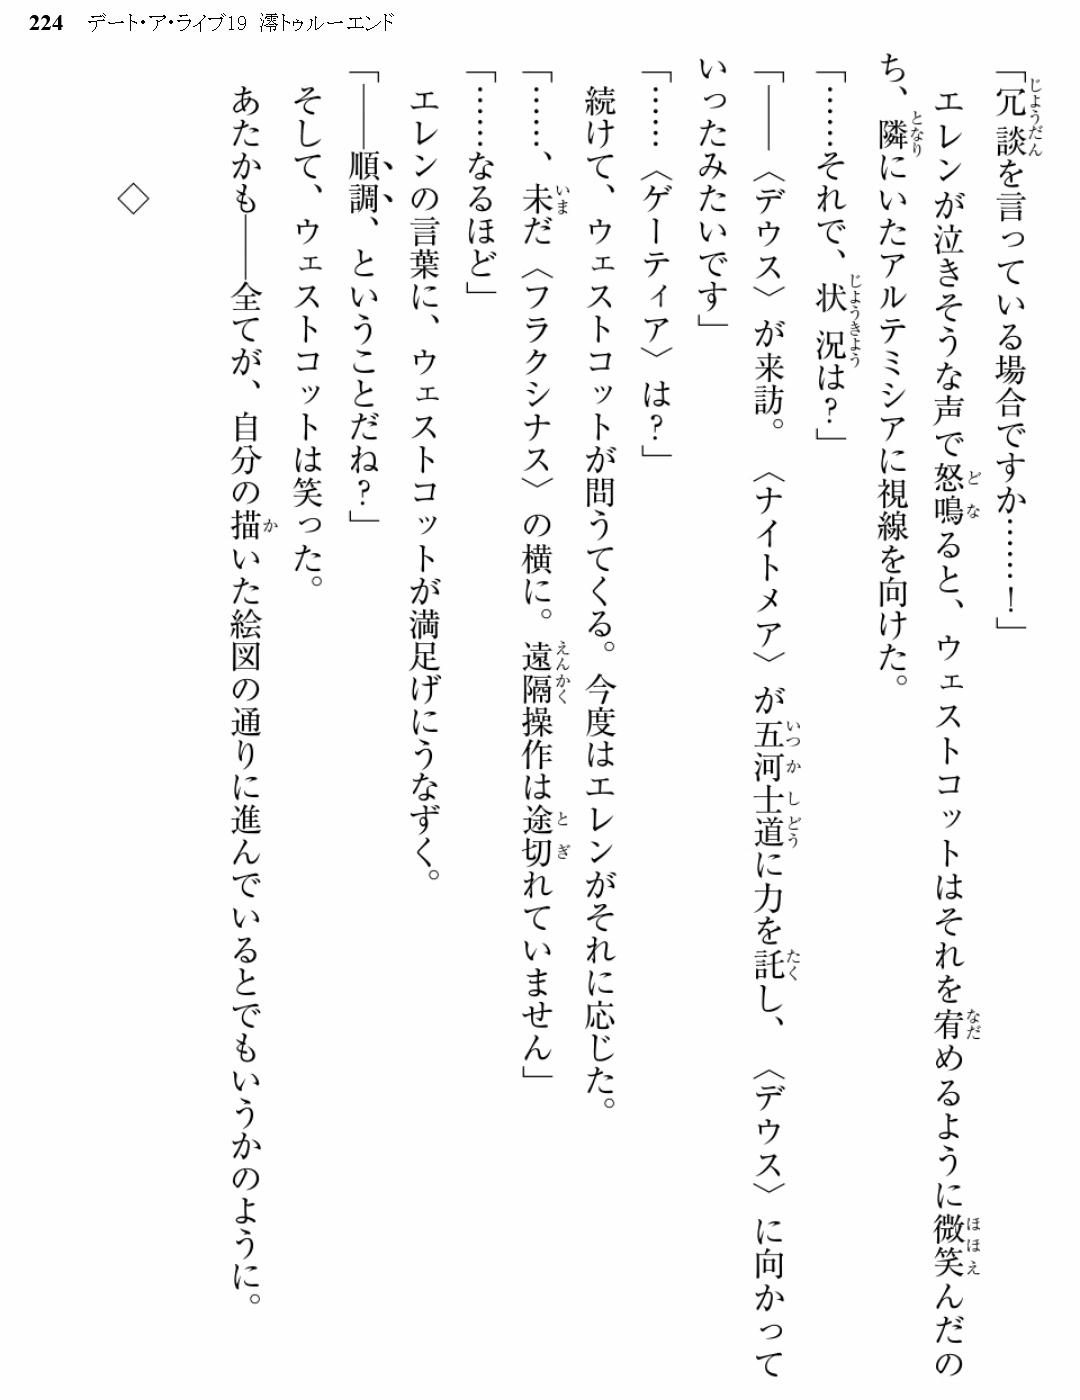 224 デート・ア・ライブ19 澪トゥルーエンド
「冗談を言っている場合ですか……！」
エレンが泣きそうな声で怒鳴ると、ウェストコットはそれを宥めるように微笑んだの
ち、隣にいたアルテミシアに視線を向けた。
「……それで、状況は？」
「――〈デウス〉が来訪。〈ナイトメア〉が五河士道に力を託し、〈デウス〉に向かって
いったみたいです」
「……〈ゲーティア〉は？」
続けて、ウェストコットが問うてくる。今度はエレンがそれに応じた。
「……、未だ〈フラクシナス〉の横に。遠隔操作は途切れていません」
「……なるほど」
エレンの言葉に、ウェストコットが満足げにうなずく。
「――順調、ということだね？」
そして、ウェストコットは笑った。
あたかも――全てが、自分の描いた絵図の通りに進んでいるとでもいうかのように。
◇